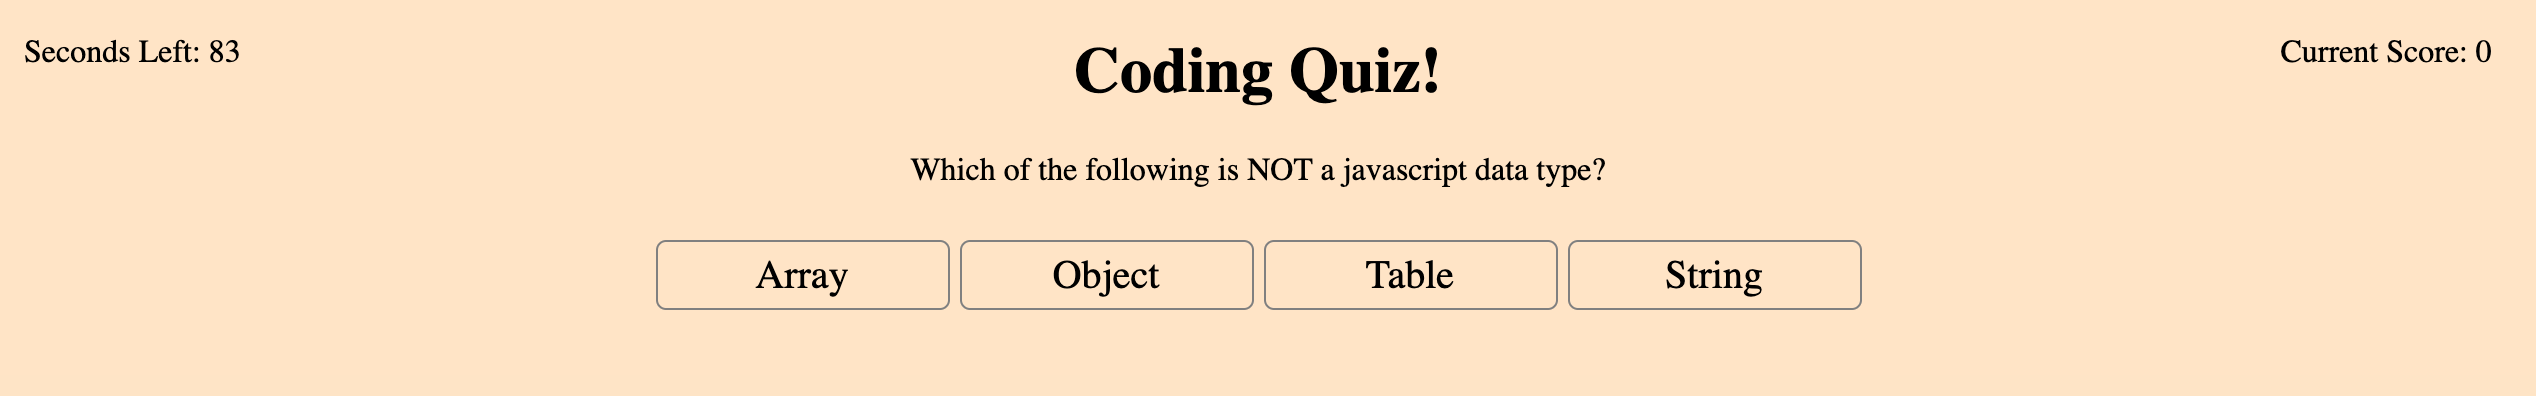 Seconds Left: 83
Coding Quiz!
Current Score: 0
Which of the following is NOT a javascript data type?
Array
Object
Table
String